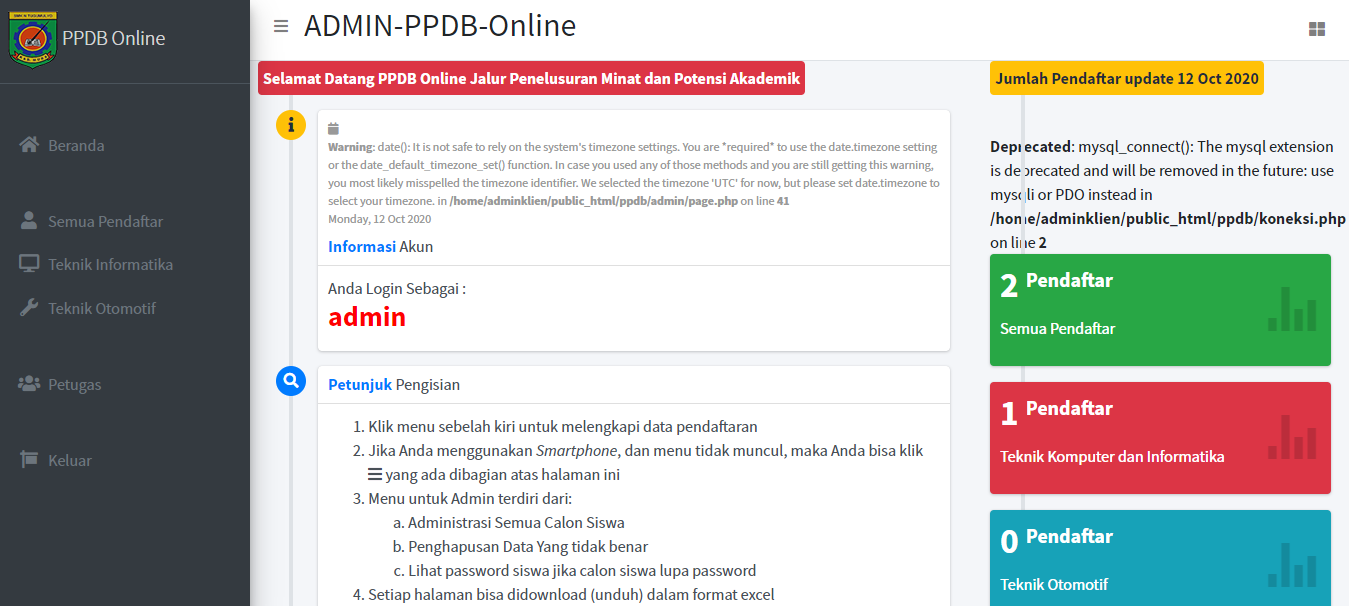 PPDB Online
Beranda
Semua Pendaftar
Teknik Informatika
Teknik Otomotif
Petugas
Keluar
ADMIN-PPDB-Online
Selamat Datang PPDB Online Jalur Penelusuran Minat dan Potensi Akademik
Warning: date(): It is not safe to rely on the system's timezone settings. You are *required* to use the date.timezone setting
or the date_default_timezone_set() function. In case you used any of those methods and you are still getting this warning,
you most likely misspelled the timezone identifier. We selected the timezone 'UTC' for now, but please set date.timezone to
select your timezone. in /home/adminklien/public_html/ppdb/admin/page.php on line 41
Monday, 12 Oct 2020
Informasi Akun
Anda Login Sebagai :
admin
Petunjuk Pengisian
1. Klik menu sebelah kiri untuk melengkapi data pendaftaran
2. Jika Anda menggunakan Smartphone, dan menu tidak muncul, maka Anda bisa klik
yang ada dibagian atas halaman ini
3. Menu untuk Admin terdiri dari:
a. Administrasi Semua Calon Siswa
b. Penghapusan Data Yang tidak benar
c. Lihat password siswa jika calon siswa lupa password
4. Setiap halaman bisa didownload (unduh) dalam format excel
Jumlah Pendaftar update 12 Oct 2020
Deprecated: mysql_connect(): The mysql extension
is deprecated and will be removed in the future: use
mysqli or PDO instead in
/home/adminklien/public_html/ppdb/koneksi.php
on line 2
2 Pendaftar
Semua Pendaftar
1 Pendaftar
Teknik Komputer dan Informatika
0 Pendaftar
Teknik Otomotif